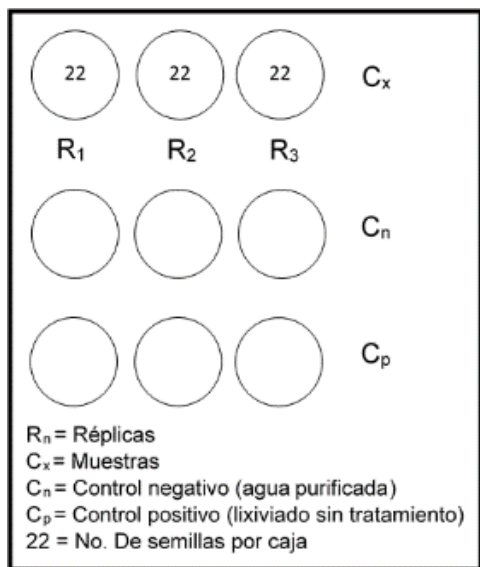 22 22 22 Cx
R1 R2 R3
Cn
Cp
Rn = Réplicas
Cx = Muestras
Cn = Control negativo (agua purificada)
Cp = Control positivo (lixiviado sin tratamiento)
22 = No. De semillas por caja